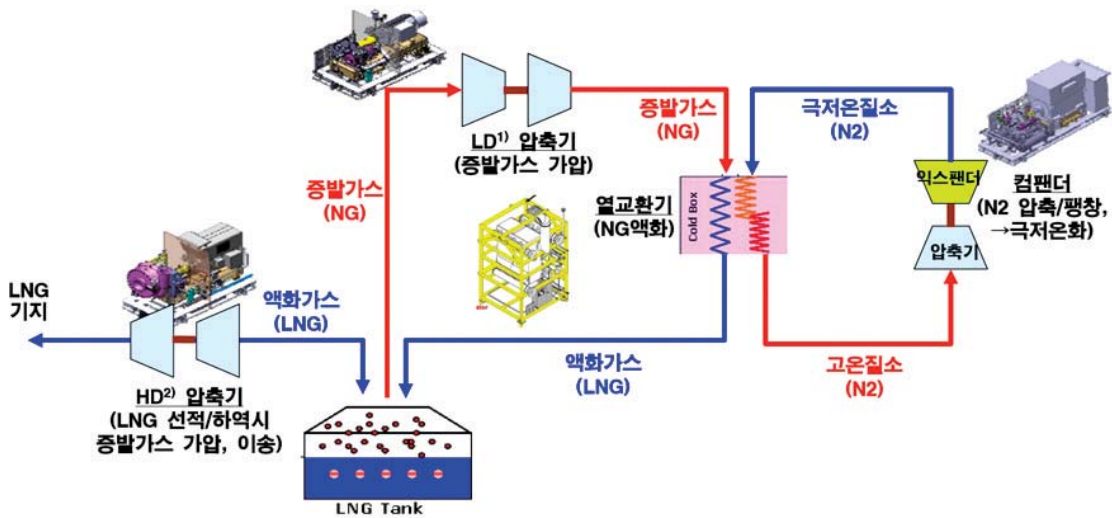 LD1) 압축기
(증발가스 가압)
증발가스
(NG)
극저온질소
(N2)
익스팬더
압축기
컴팬더
(N2 압축/팽창,
→극저온화)
증발가스
(NG)
열교환기
(NG액화)
Cold Box
LNG
기지
액화가스
(LNG)
액화가스
(LNG)
고온질소
(N2)
HD2) 압축기
(LNG 선적/하역시
증발가스 가압, 이송)
LNG Tank